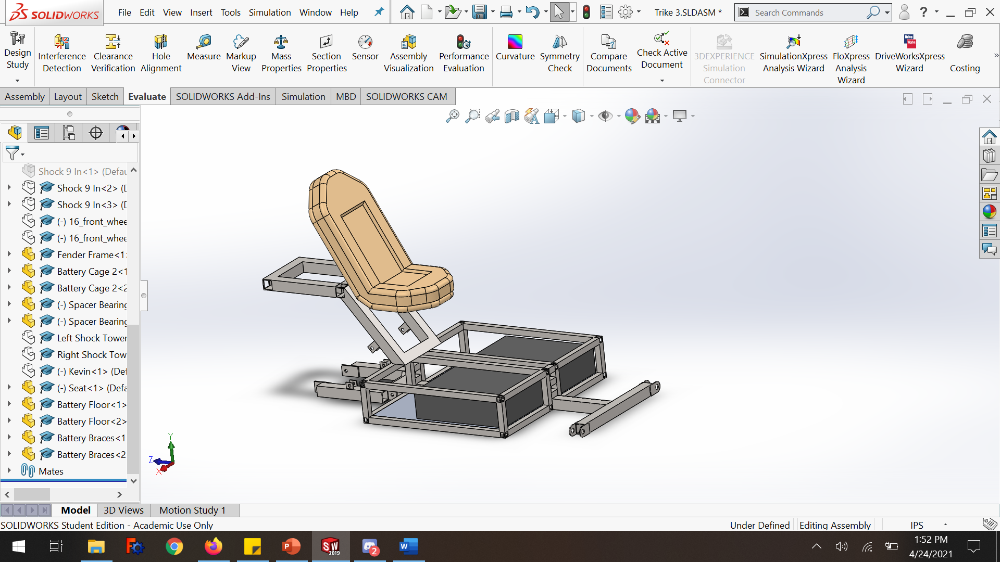 SOLIDWORKS
File Edit View Insert Tools Simulation Window Help
Trike 3.SLDASM *
Search Commands
?
Design Study
Interference Detection
Clearance Verification
Hole Alignment
Measure
Markup View
Mass Properties
Section Properties
Sensor
Assembly Visualization
Performance Evaluation
Curvature
Symmetry Check
Compare Documents
Check Active Document
3DEXPERIENCE Simulation Connector
SimulationXpress Analysis Wizard
FloXpress Analysis Wizard
DriveWorksXpress Wizard
Costing
»
Assembly Layout Sketch Evaluate SOLIDWORKS Add-Ins Simulation MBD SOLIDWORKS CAM
Shock 9 In<1> (Defau
Shock 9 In<2> (D
Shock 9 In<3> (D
(-) 16_front_whee
(-) 16_front_whee
Fender Frame<1>
Battery Cage 2<1
Battery Cage 2<2
(-) Spacer Bearing
(-) Spacer Bearing
Left Shock Tower
Right Shock Tow
(-) Kevin<1> (Def
(-) Seat<1> (Defa
Battery Floor<1>
Battery Floor<2>
Battery Braces<1
Battery Braces<2
Mates
Y
Z
X
Model 3D Views Motion Study 1
SOLIDWORKS Student Edition - Academic Use Only
Under Defined Editing Assembly IPS
P
SW
2019
2
W
1:52 PM
4/24/2021